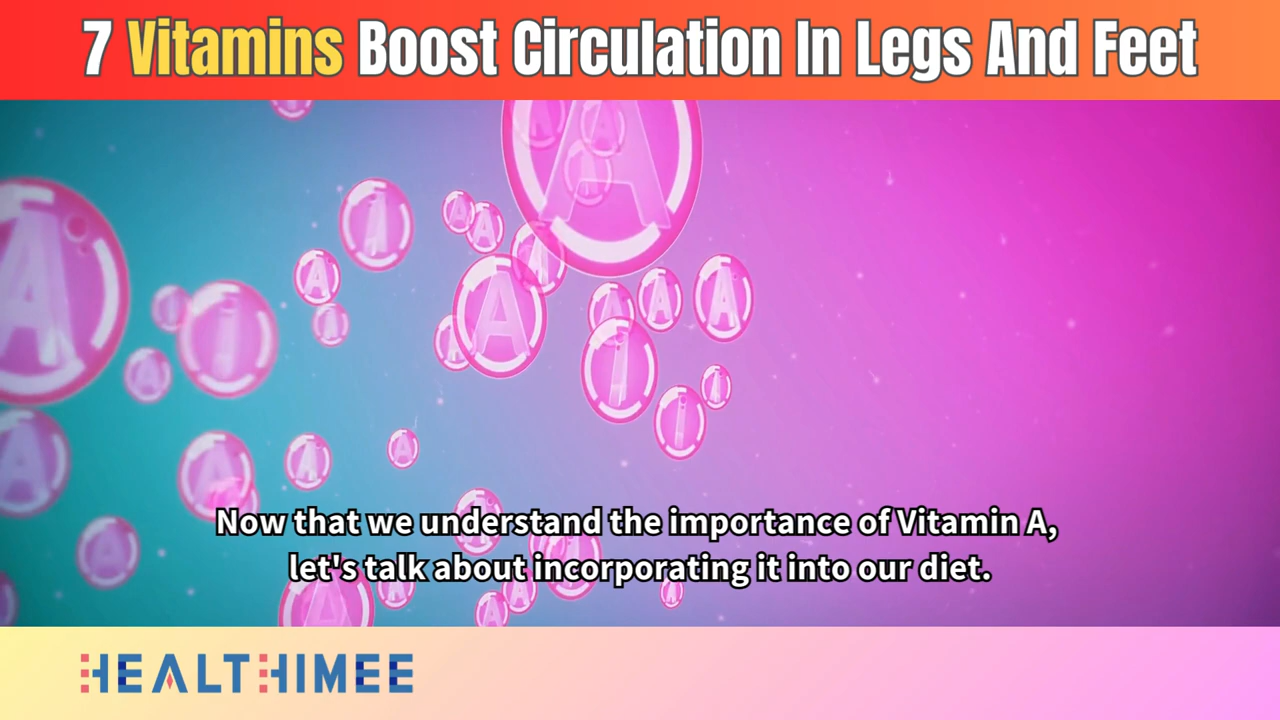 7 Vitamins Boost Circulation In Legs And Feet
A
A
A
A
A
A
A
A
A
Now that we understand the importance of Vitamin A,
let's talk about incorporating it into our diet.
HEALTHIMEE